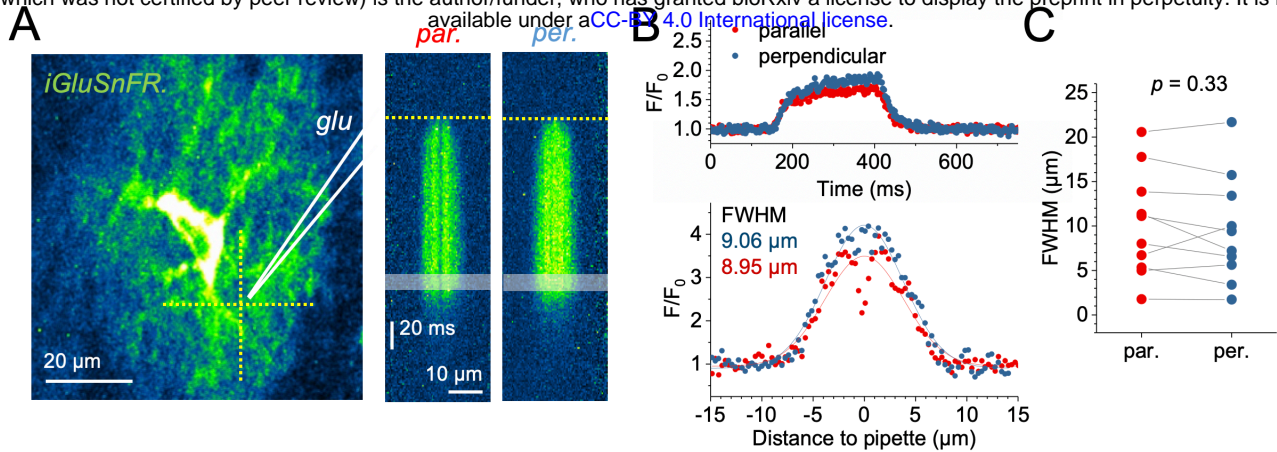 which was not certified by peer review) is the author/funder, who has granted bioRxiv a license to display the preprint in perpetuity. It is
available under aCC-BY 4.0 International license.
A
iGluSnFR.
glu
20 µm
par.
per.
20 ms
10 µm
B
parallel
perpendicular
F/F0
2.5
2.0
1.5
1.0
0
200
400
600
Time (ms)
FWHM
9.06 µm
8.95 µm
F/F0
4
3
2
1
-15
-10
-5
0
5
10
15
Distance to pipette (µm)
C
p = 0.33
FWHM (µm)
25
20
15
10
5
0
par.
per.